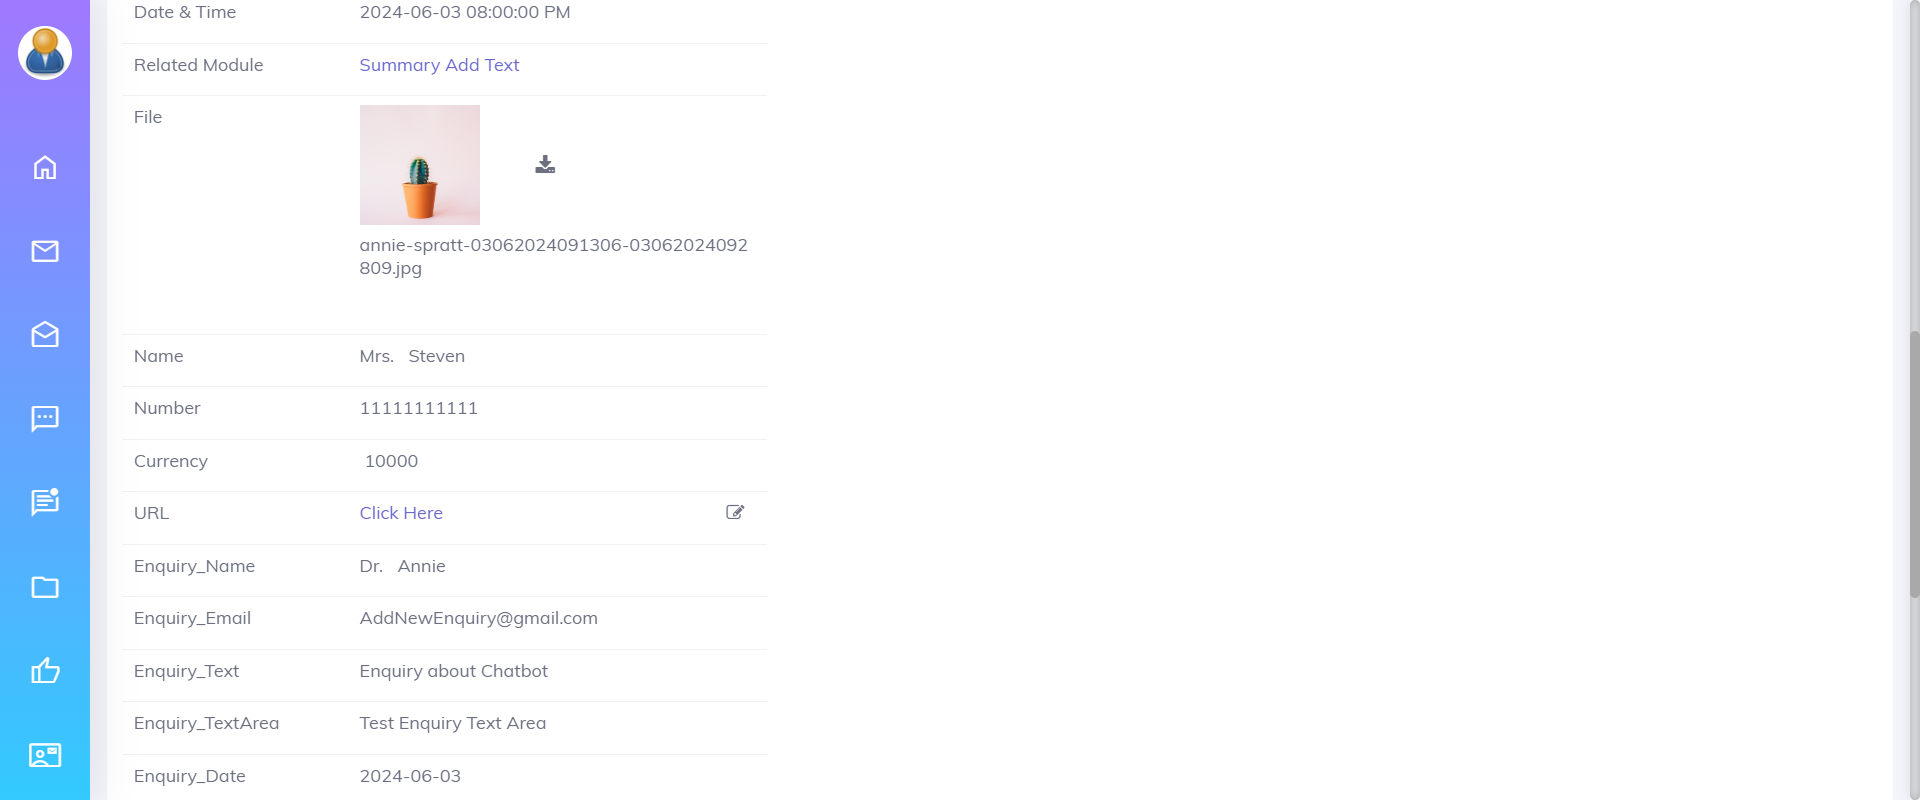 Date & Time 2024-06-03 08:00:00 PM
Related Module Summary Add Text
File
annie-spratt-03062024091306-03062024092
809.jpg
Name Mrs. Steven
Number 11111111111
Currency 10000
URL Click Here
Enquiry_Name Dr. Annie
Enquiry_Email AddNewEnquiry@gmail.com
Enquiry_Text Enquiry about Chatbot
Enquiry_TextArea Test Enquiry Text Area
Enquiry_Date 2024-06-03